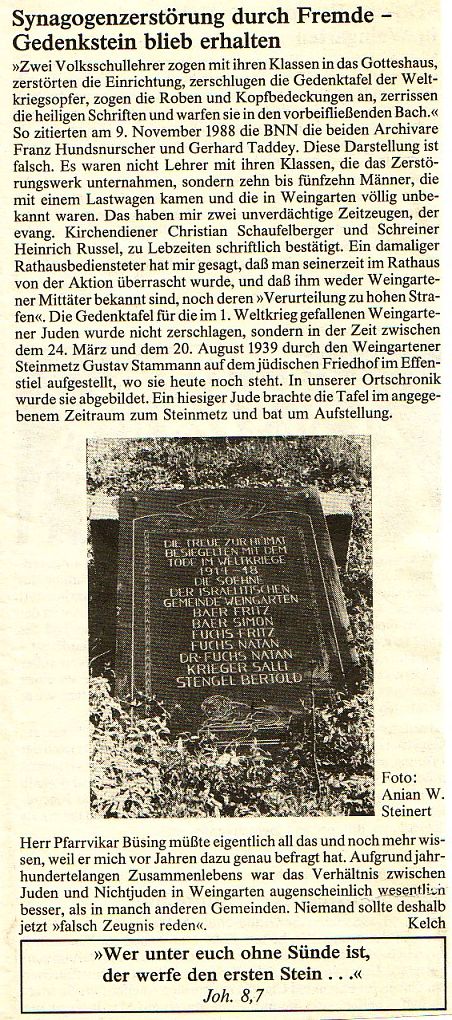 Synagogenzerstörung durch Fremde –
Gedenkstein blieb erhalten
»Zwei Volksschullehrer zogen mit ihren Klassen in das Gotteshaus,
zerstörten die Einrichtung, zerschlugen die Gedenktafel der Welt-
kriegsopfer, zogen die Roben und Kopfbedeckungen an, zerrissen
die heiligen Schriften und warfen sie in den vorbeifließenden Bach.«
So zitierten am 9. November 1988 die BNN die beiden Archivare
Franz Hundsnurscher und Gerhard Taddey. Diese Darstellung ist
falsch. Es waren nicht Lehrer mit ihren Klassen, die das Zerstö-
rungswerk unternahmen, sondern zehn bis fünfzehn Männer, die
mit einem Lastwagen kamen und die in Weingarten völlig unbe-
kannt waren. Das haben mir zwei unverdächtige Zeitzeugen, der
evang. Kirchendiener Christian Schaufelberger und Schreiner
Heinrich Russel, zu Lebzeiten schriftlich bestätigt. Ein damaliger
Rathausbediensteter hat mir gesagt, daß man seinerzeit im Rathaus
von der Aktion überrascht wurde, und daß ihm weder Weingarte-
ner Mittäter bekannt sind, noch deren »Verurteilung zu hohen Stra-
fen«. Die Gedenktafel für die im 1. Weltkrieg gefallenen Weingarte-
ner Juden wurde nicht zerschlagen, sondern in der Zeit zwischen
dem 24. März und dem 20. August 1939 durch den Weingartener
Steinmetz Gustav Stammann auf dem jüdischen Friedhof im Effen-
stiel aufgestellt, wo sie heute noch steht. In unserer Ortschronik
wurde sie abgebildet. Ein hiesiger Jude brachte die Tafel im angege-
benem Zeitraum zum Steinmetz und bat um Aufstellung.
DIE TREUE ZUR HEIMAT
BESIEGELTEN MIT DEM
TODE IM WELTKRIEGE
1914-18
DIE SOEHNE
DER ISRAELITISCHEN
GEMEINDE WEINGARTEN
BAER FRITZ
BAER SIMON
FUCHS FRITZ
FUCHS NATAN
DR·FUCHS NATAN
KRIEGER SALLI
STENGEL BERTOLD
Foto:
Anian W.
Steinert
Herr Pfarrvikar Büsing müßte eigentlich all das und noch mehr wis-
sen, weil er mich vor Jahren dazu genau befragt hat. Aufgrund jahr-
hundertelangen Zusammenlebens war das Verhältnis zwischen
Juden und Nichtjuden in Weingarten augenscheinlich wesentlich
besser, als in manch anderen Gemeinden. Niemand sollte deshalb
jetzt »falsch Zeugnis reden«. Kelch
»Wer unter euch ohne Sünde ist,
der werfe den ersten Stein . . .«
Joh. 8,7